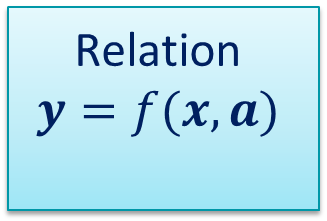 Relation
y = f(x, a)